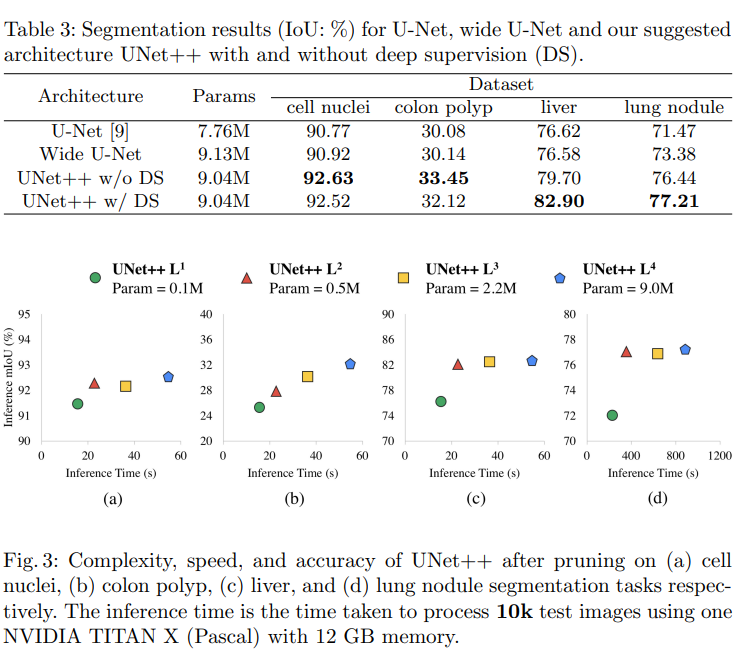 Table 3: Segmentation results (IoU: %) for U-Net, wide U-Net and our suggested
architecture UNet++ with and without deep supervision (DS).
Architecture Params Dataset
cell nuclei colon polyp liver lung nodule
U-Net [9] 7.76M 90.77 30.08 76.62 71.47
Wide U-Net 9.13M 90.92 30.14 76.58 73.38
UNet++ w/o DS 9.04M 92.63 33.45 79.70 76.44
UNet++ w/ DS 9.04M 92.52 32.12 82.90 77.21
UNet++ L¹ UNet++ L² UNet++ L³ UNet++ L⁴
Param = 0.1M Param = 0.5M Param = 2.2M Param = 9.0M
Inference mIoU (%)
95 94 93 92 91 90
0 20 40 60
Inference Time (s)
(a)
40 36 32 28 24 20
0 20 40 60
Inference Time (s)
(b)
90 86 82 78 74 70
0 20 40 60
Inference Time (s)
(c)
80 78 76 74 72 70
0 400 800 1200
Inference Time (s)
(d)
Fig. 3: Complexity, speed, and accuracy of UNet++ after pruning on (a) cell
nuclei, (b) colon polyp, (c) liver, and (d) lung nodule segmentation tasks respec-
tively. The inference time is the time taken to process 10k test images using one
NVIDIA TITAN X (Pascal) with 12 GB memory.